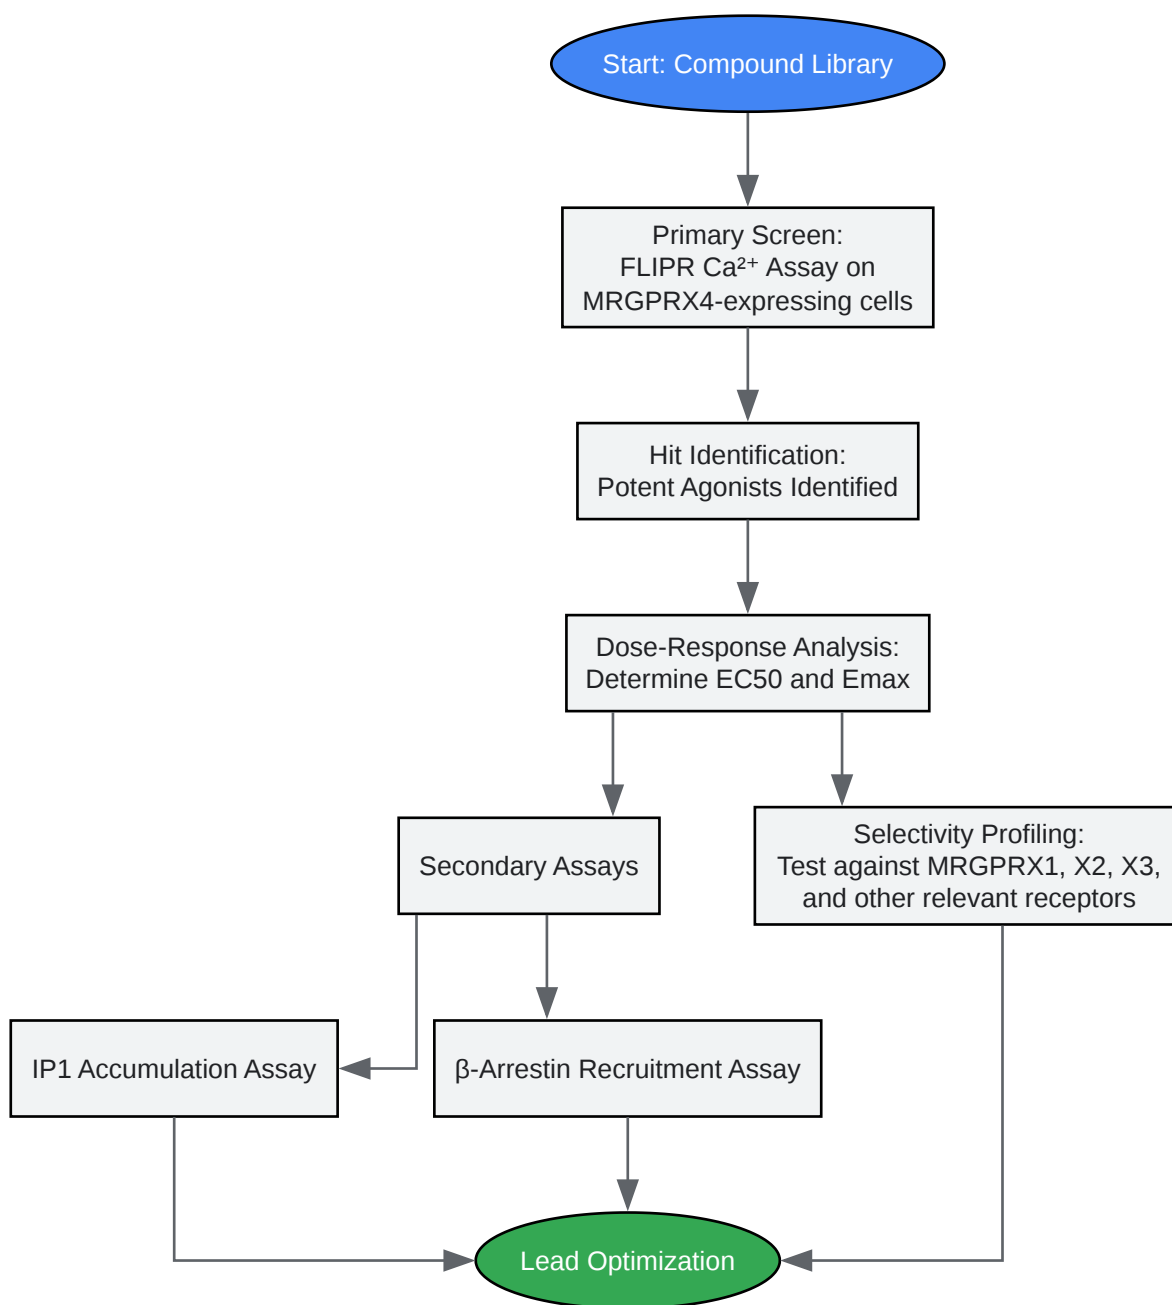 Start: Compound Library
Primary Screen:
FLIPR Ca²⁺ Assay on
MRGPRX4-expressing cells
Hit Identification:
Potent Agonists Identified
Dose-Response Analysis:
Determine EC50 and Emax
Secondary Assays
Selectivity Profiling:
Test against MRGPRX1, X2, X3,
and other relevant receptors
IP1 Accumulation Assay
β-Arrestin Recruitment Assay
Lead Optimization